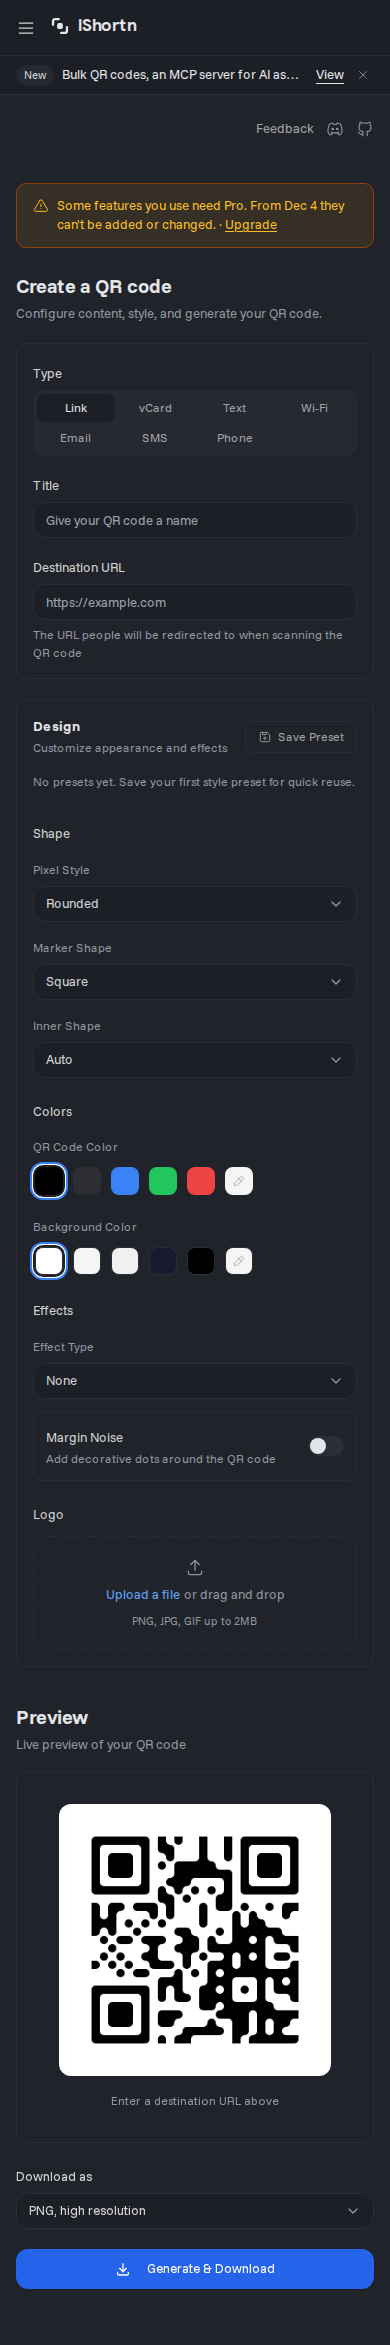 iShortn
New Bulk QR codes, an MCP server for AI as... View
Feedback
Some features you use need Pro. From Dec 4 they
can't be added or changed. · Upgrade
Create a QR code
Configure content, style, and generate your QR code.
Type
Link vCard Text Wi-Fi
Email SMS Phone
Title
Give your QR code a name
Destination URL
https://example.com
The URL people will be redirected to when scanning the
QR code
Design
Customize appearance and effects
Save Preset
No presets yet. Save your first style preset for quick reuse.
Shape
Pixel Style
Rounded
Marker Shape
Square
Inner Shape
Auto
Colors
QR Code Color
Background Color
Effects
Effect Type
None
Margin Noise
Add decorative dots around the QR code
Logo
Upload a file or drag and drop
PNG, JPG, GIF up to 2MB
Preview
Live preview of your QR code
Enter a destination URL above
Download as
PNG, high resolution
Generate & Download